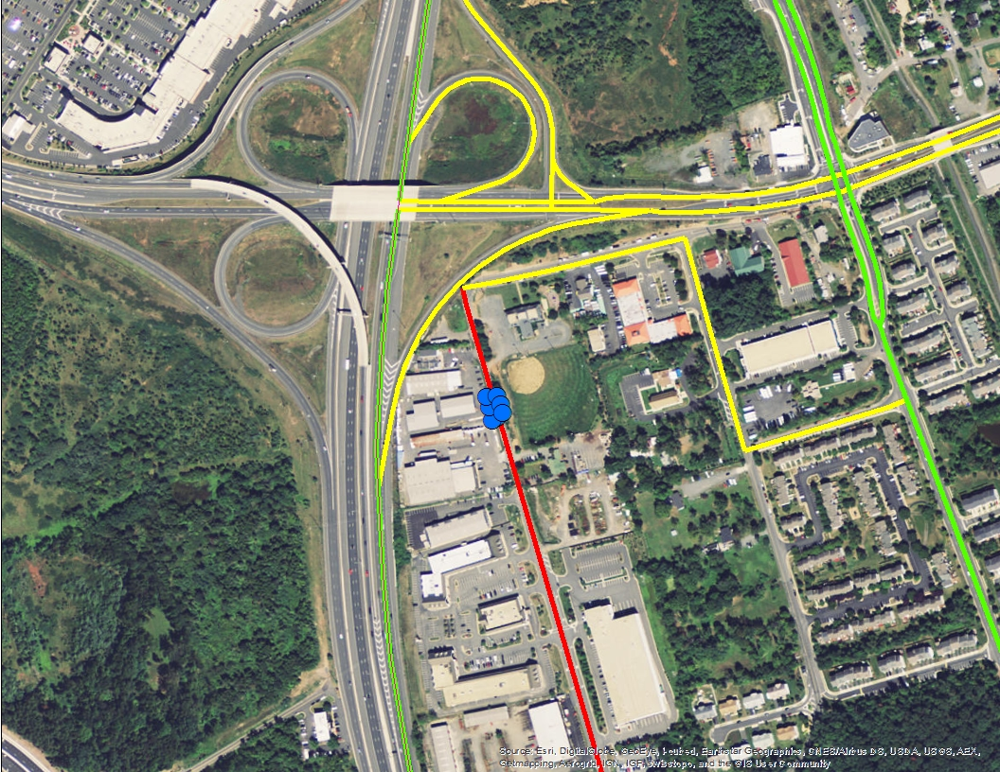 Source: Esri, DigitalGlobe, GeoEye, i-cubed, Earthstar Geographics, CNES/Airbus DS, USDA, USGS, AEX,
Getmapping, Aerogrid, IGN, IGP, swisstopo, and the GIS User Community